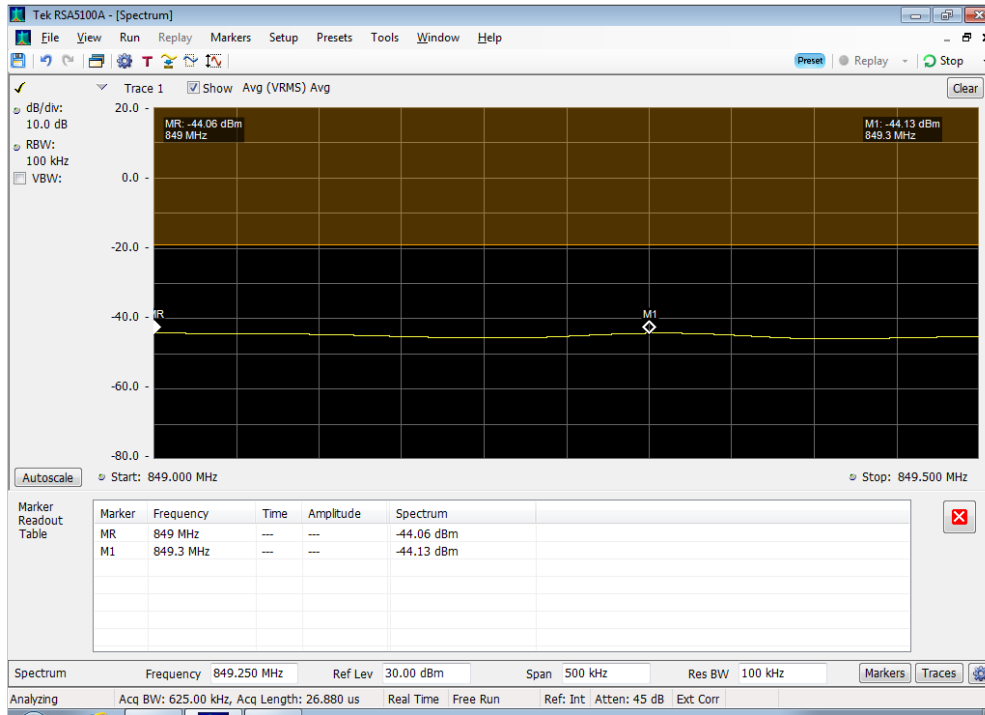 Tek RSA5100A - [Spectrum]
File View Run Replay Markers Setup Presets Tools Window Help
T
Preset Replay Stop
Trace 1 Show Avg (VRMS) Avg Clear
dB/div:
10.0 dB
RBW:
100 kHz
VBW:
20.0
0.0
-20.0
-40.0
-60.0
-80.0
MR: -44.06 dBm
849 MHz
M1: -44.13 dBm
849.3 MHz
M1
Autoscale Start: 849.000 MHz Stop: 849.500 MHz
Marker
Readout
Table
Marker Frequency Time Amplitude Spectrum
MR 849 MHz --- --- -44.06 dBm
M1 849.3 MHz --- --- -44.13 dBm
Spectrum Frequency 849.250 MHz Ref Lev 30.00 dBm Span 500 kHz Res BW 100 kHz Markers Traces
Analyzing Acq BW: 625.00 kHz, Acq Length: 26.880 us Real Time Free Run Ref: Int Atten: 45 dB Ext Corr